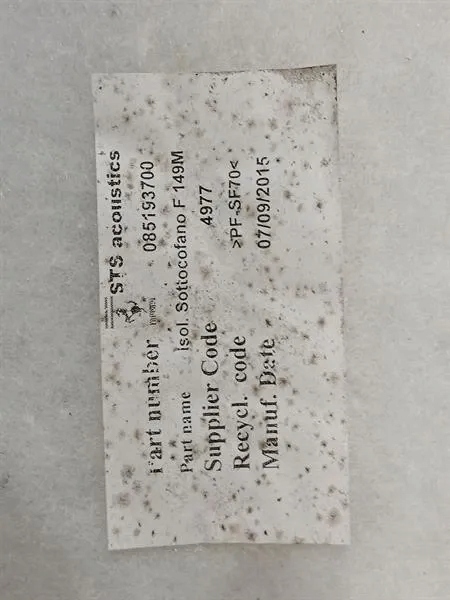 STS acoustics
Part number 085193700
Part name Isol. Sottocofano F 149M
Supplier Code 4977
Recycl. code >PF-SF70<
Manuf. Date 07/09/2015